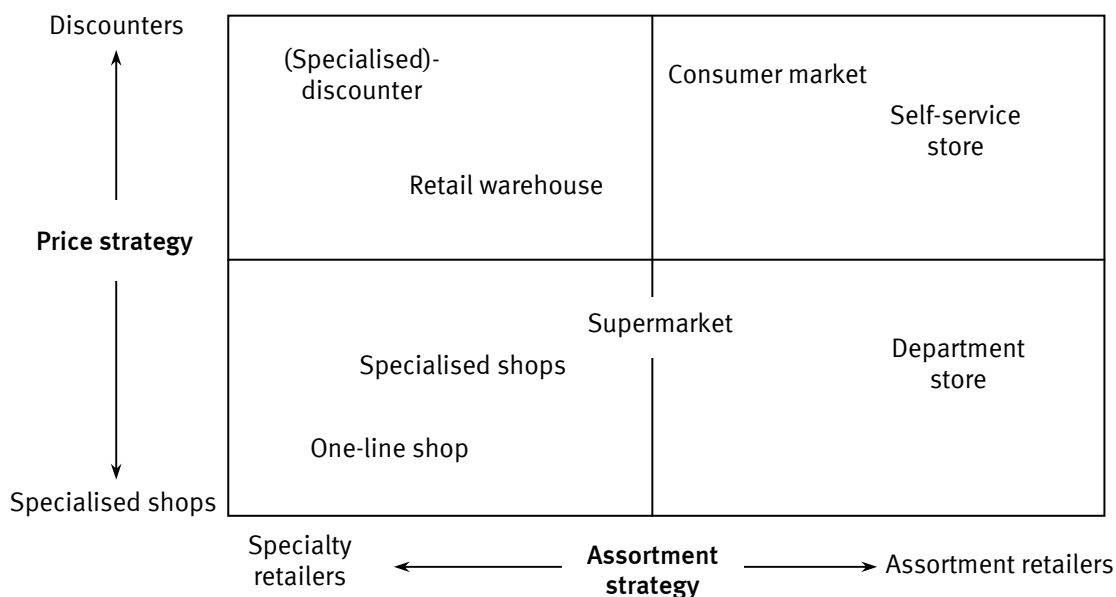 Discounters
(Specialised)-
discounter
Consumer market
Self-service
store
Retail warehouse
Price strategy
Supermarket
Specialised shops
Department
store
One-line shop
Specialised shops
Specialty
retailers
Assortment
strategy
Assortment retailers